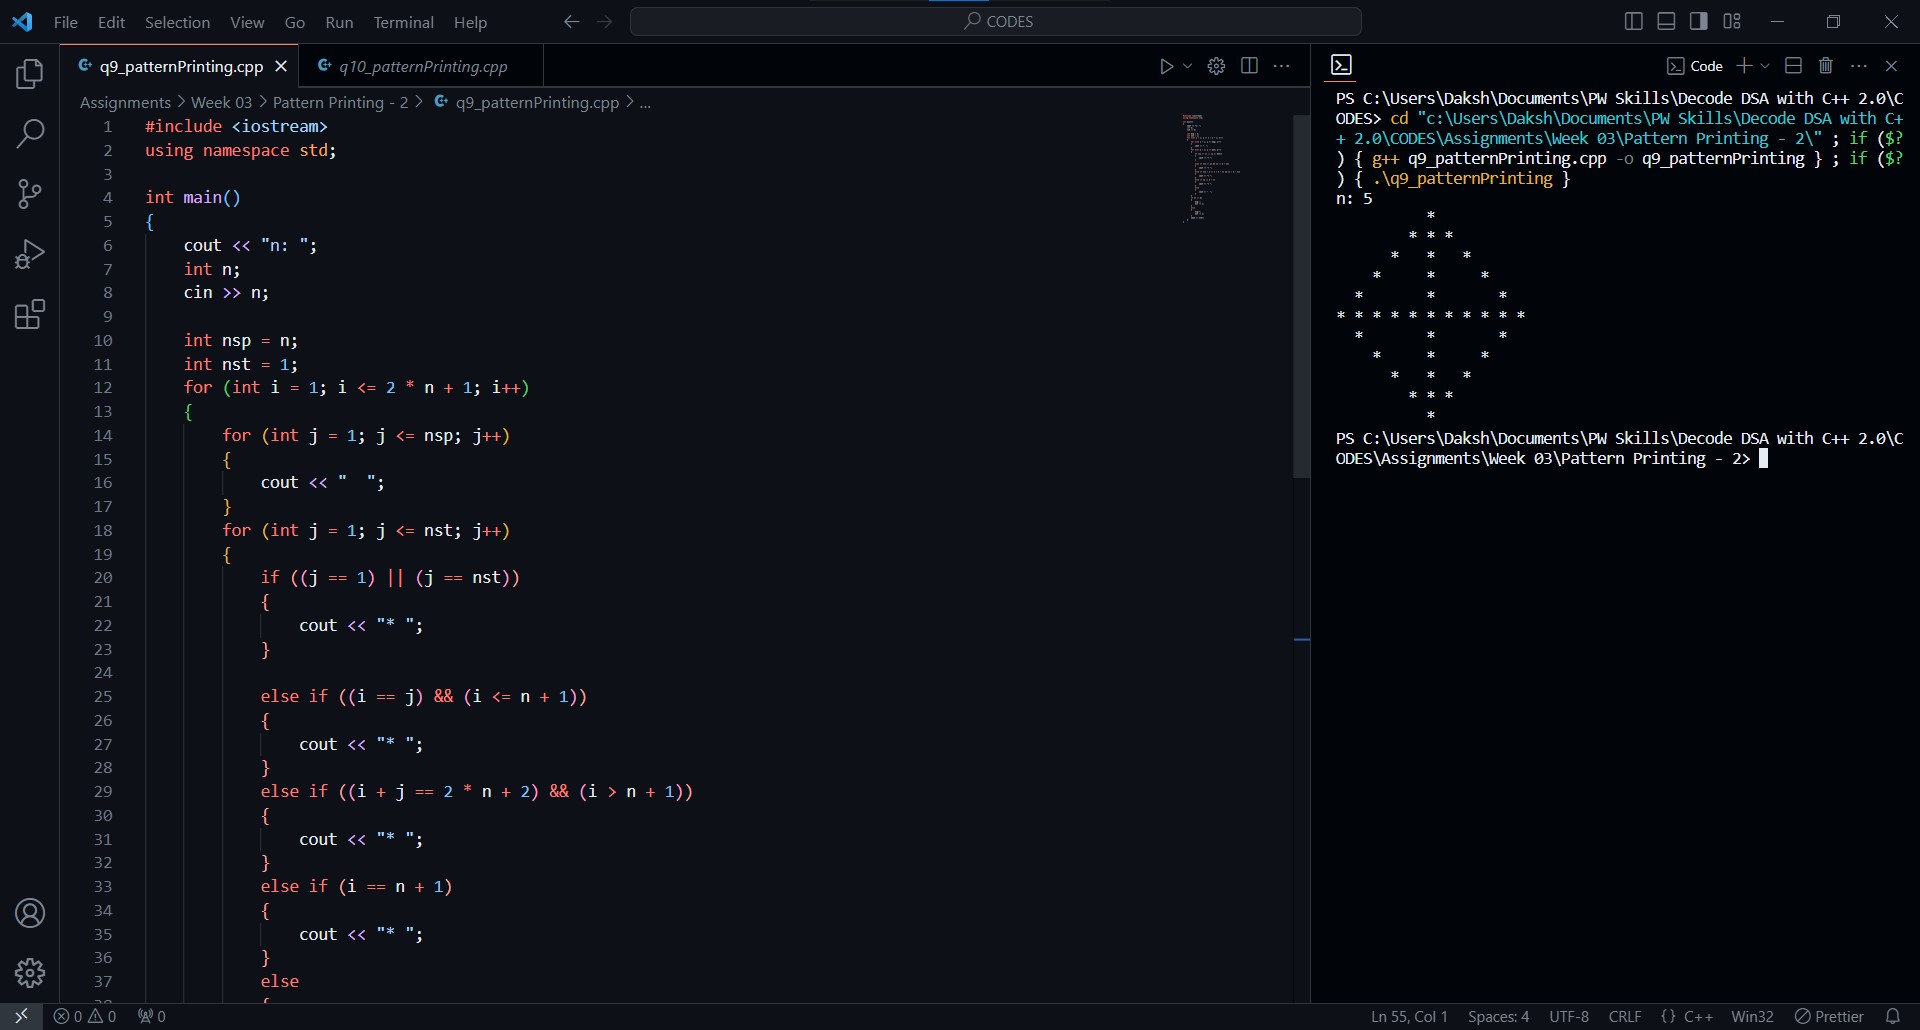 File Edit Selection View Go Run Terminal Help
CODES
q9_patternPrinting.cpp
q10_patternPrinting.cpp
Assignments > Week 03 > Pattern Printing - 2 > q9_patternPrinting.cpp > ...
1 #include <iostream>
2 using namespace std;
3
4 int main()
5 {
6     cout << "n: ";
7     int n;
8     cin >> n;
9
10     int nsp = n;
11     int nst = 1;
12     for (int i = 1; i <= 2 * n + 1; i++)
13     {
14         for (int j = 1; j <= nsp; j++)
15         {
16             cout << "  ";
17         }
18         for (int j = 1; j <= nst; j++)
19         {
20             if ((j == 1) || (j == nst))
21             {
22                 cout << "* ";
23             }
24
25             else if ((i == j) && (i <= n + 1))
26             {
27                 cout << "* ";
28             }
29             else if ((i + j == 2 * n + 2) && (i > n + 1))
30             {
31                 cout << "* ";
32             }
33             else if (i == n + 1)
34             {
35                 cout << "* ";
36             }
37             else
Code
PS C:\Users\Daksh\Documents\PW Skills\Decode DSA with C++ 2.0\C
ODES> cd "c:\Users\Daksh\Documents\PW Skills\Decode DSA with C+
+ 2.0\CODES\Assignments\Week 03\Pattern Printing - 2\" ; if ($?
) { g++ q9_patternPrinting.cpp -o q9_patternPrinting } ; if ($?
) { .\q9_patternPrinting }
n: 5
          *
        * * *
      *   *   *
    *     *     *
  *       *       *
* * * * * * * * * * *
  *       *       *
    *     *     *
      *   *   *
        * * *
          *
PS C:\Users\Daksh\Documents\PW Skills\Decode DSA with C++ 2.0\C
ODES\Assignments\Week 03\Pattern Printing - 2>
0 0 0
Ln 55, Col 1 Spaces: 4 UTF-8 CRLF {} C++ Win32 Prettier